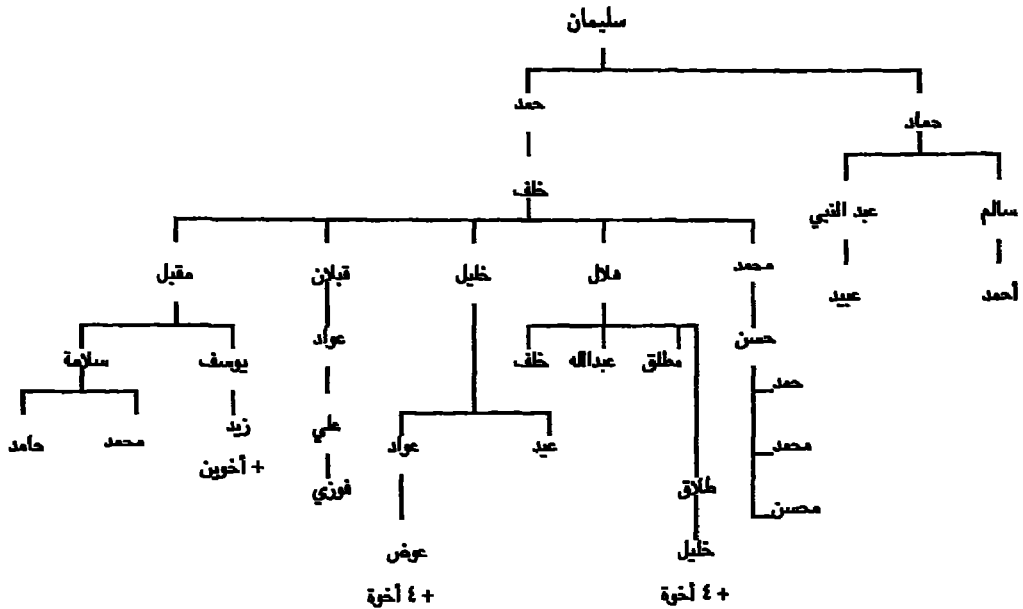 سليمان
حمد
حماد
خلف
سالم
عبد النبي
محمد
هلال
خليل
قبلان
مقبل
أحمد
عبيد
حسن
مطلق
عبدالله
خلف
عواد
يوسف
سلامة
حمد
محمد
محسن
عيد
عواد
علي
زيد
محمد
حامد
+ أخوين
طلاق
فوزي
خليل
عوض
+ ٤ أخوة
+ ٤ أخوة